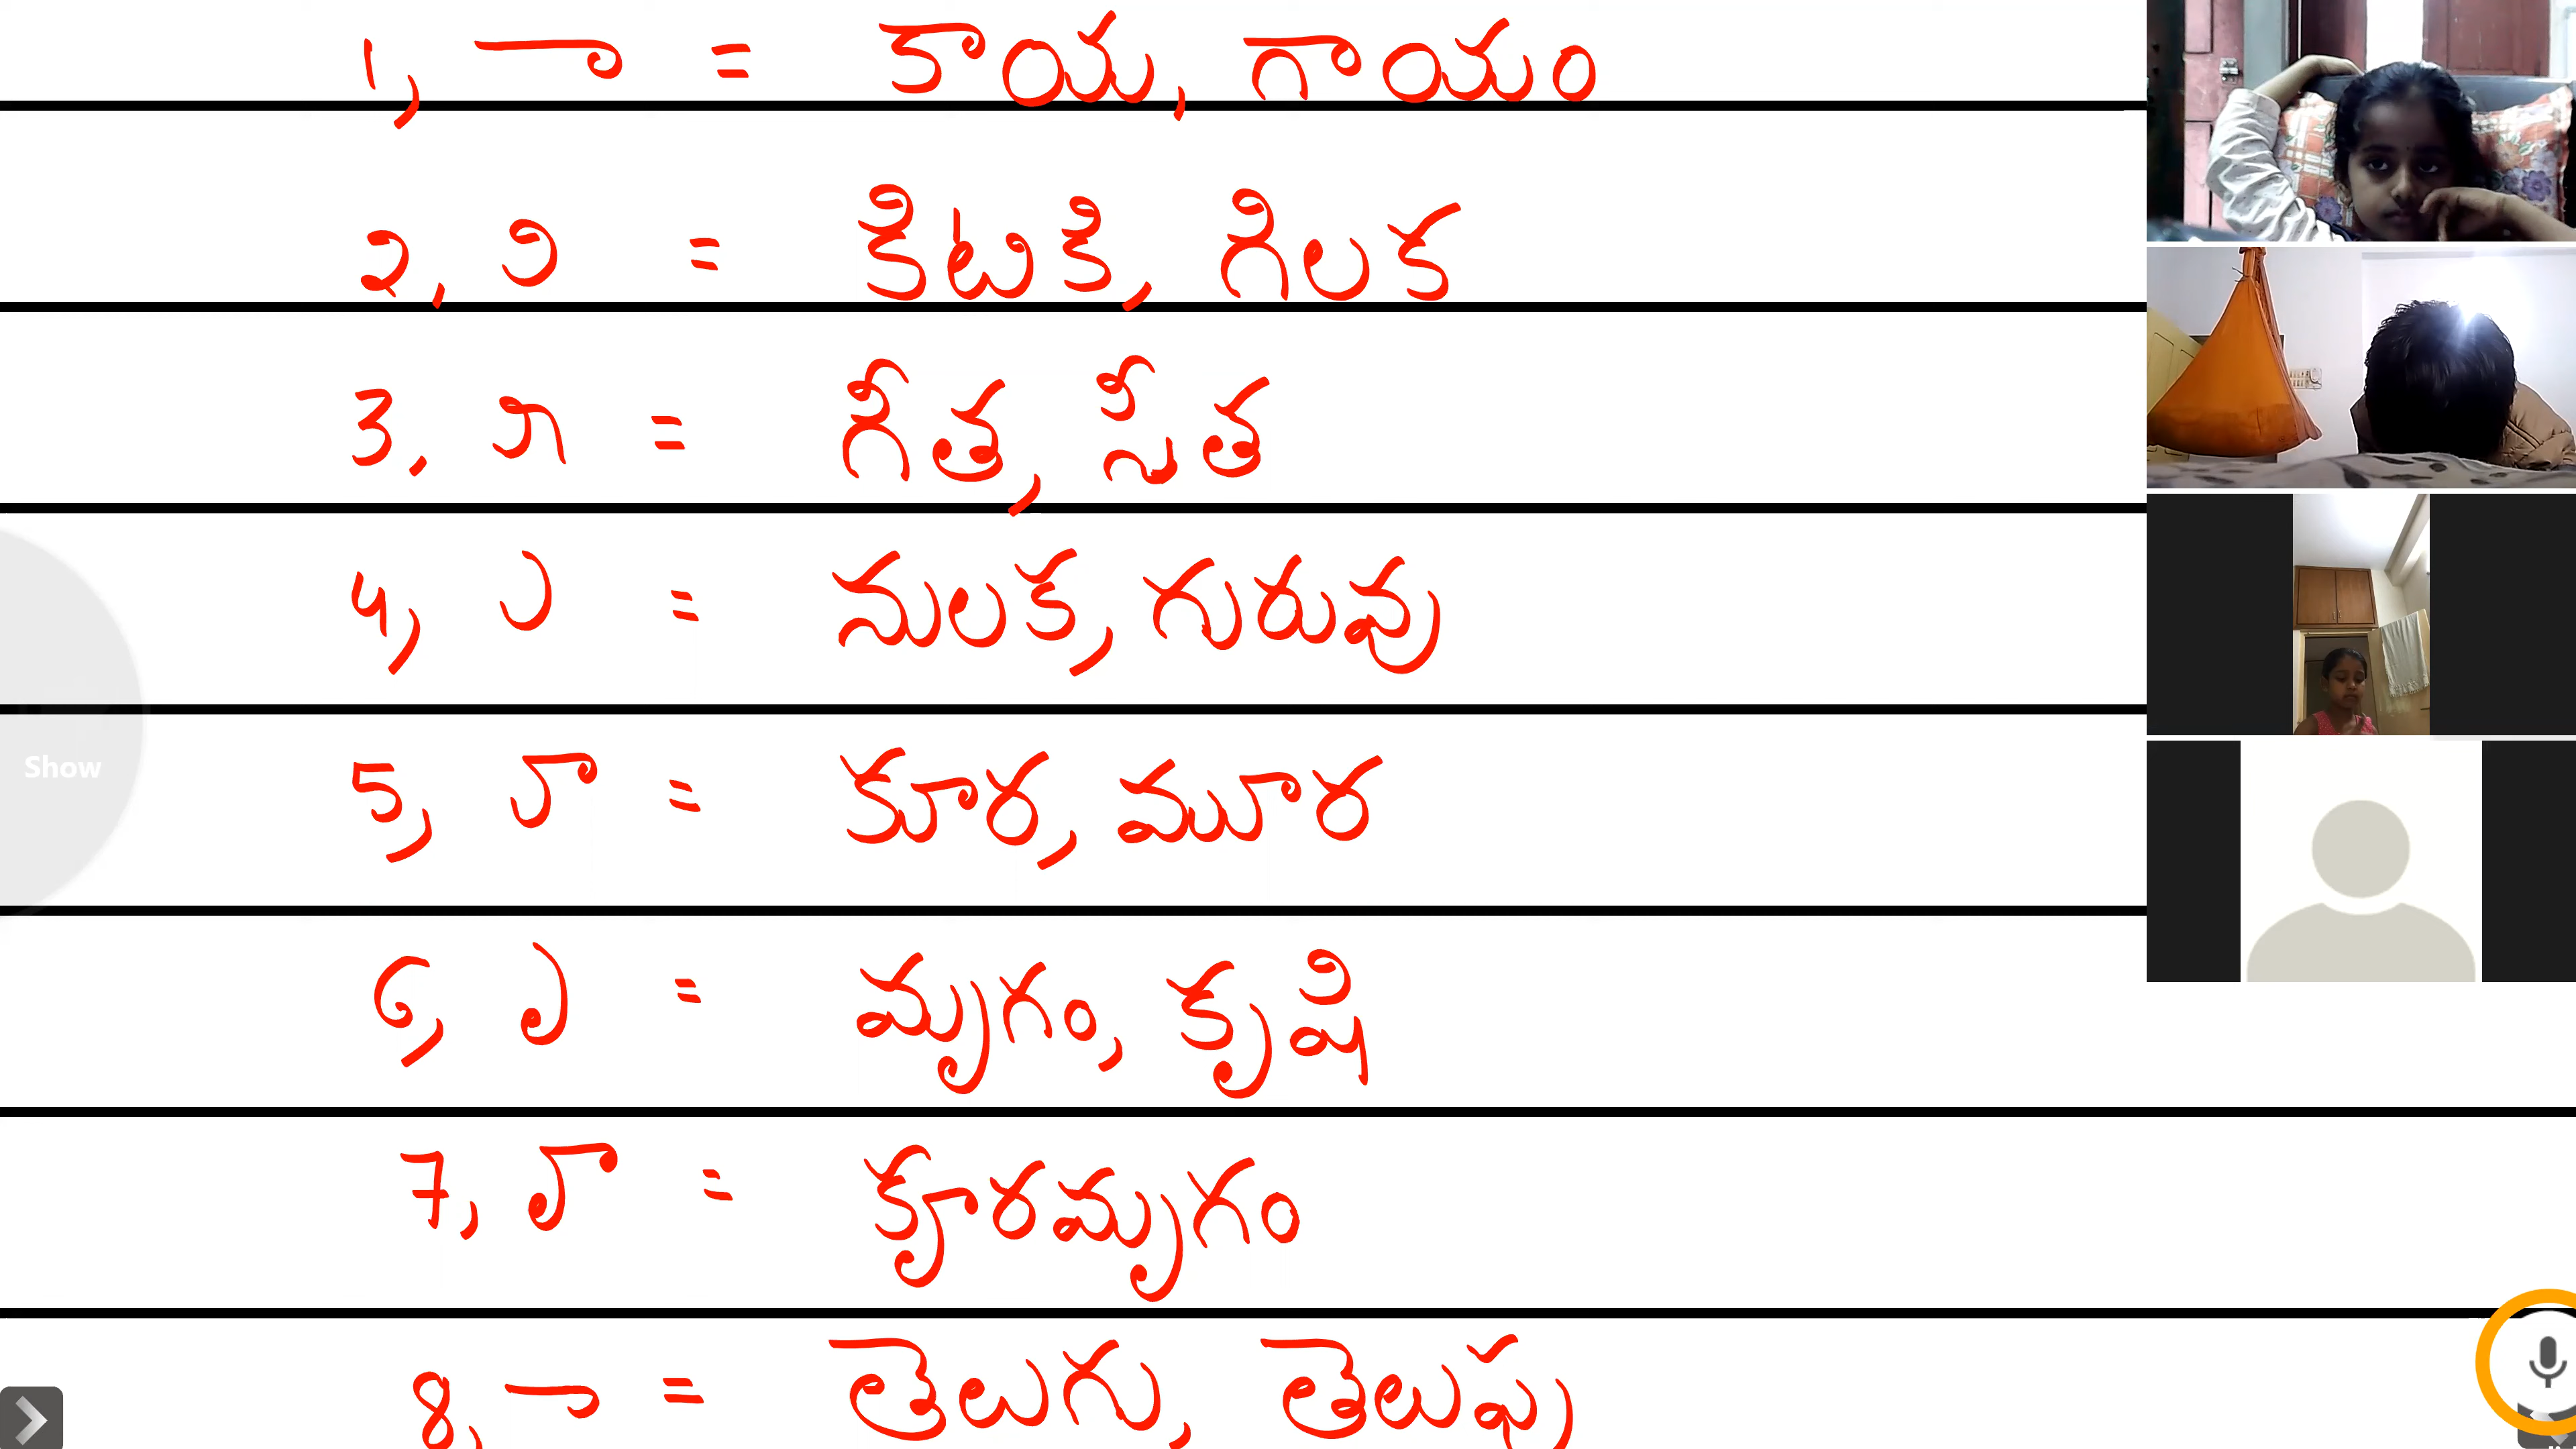 1, ా = కాయ, గాయం
2, ి = కిటికి, గిలక
3, ీ = గీత, సీత
4, ు = నులక, గురువు
Show
5, ూ = కూర, మూర
6, ృ = మృగం, కృషి
7, ౄ = కౄరమృగం
8, ె = తెలుగు, తెలుపు